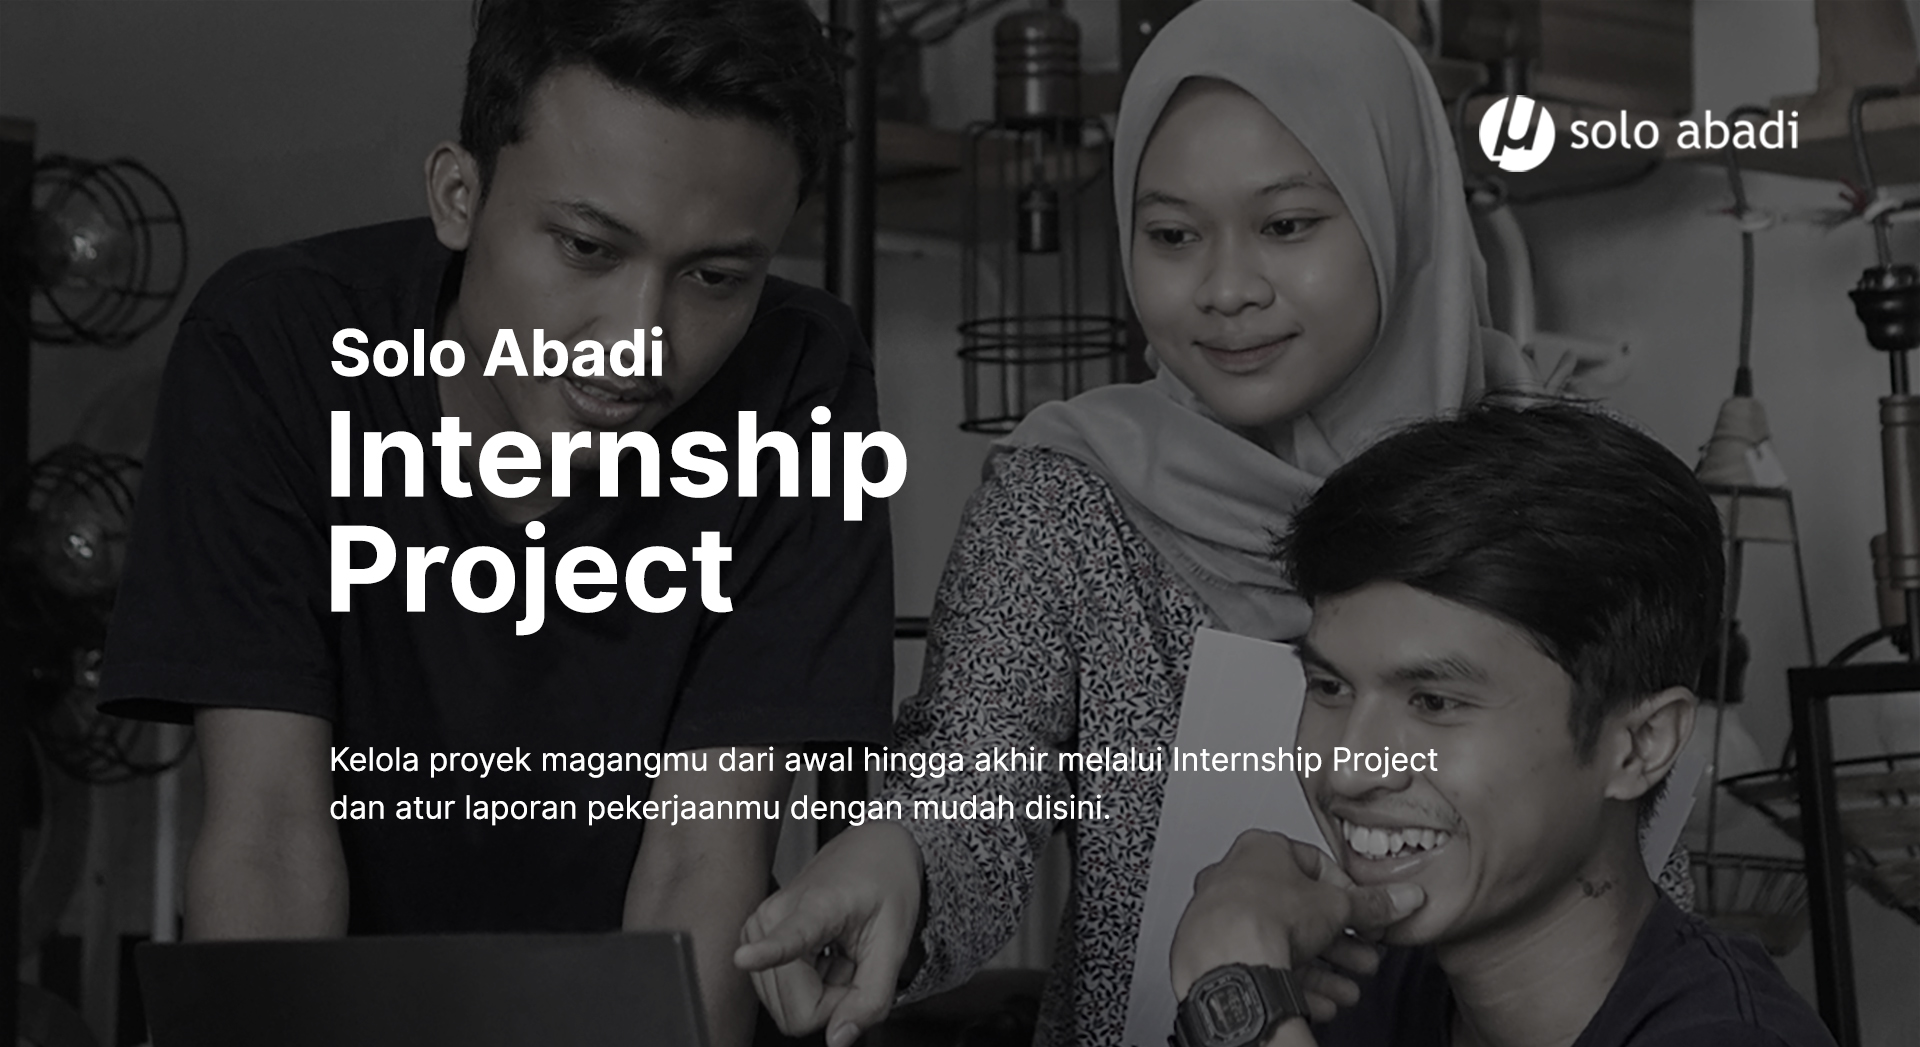 solo abadi
Solo Abadi
Internship
Project
Kelola proyek magangmu dari awal hingga akhir melalui Internship Project
dan atur laporan pekerjaanmu dengan mudah disini.